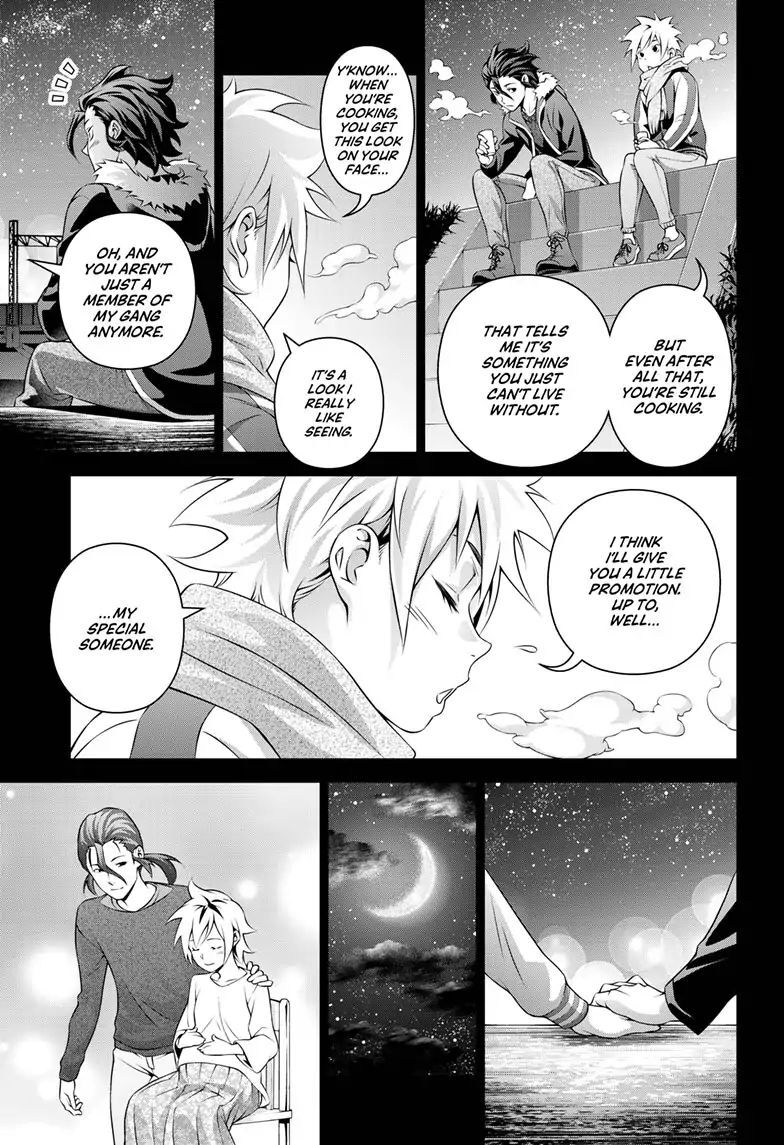 BUT
EVEN AFTER
ALL THAT,
YOU'RE STILL
COOKING.
THAT TELLS
ME IT'S
SOMETHING
YOU JUST
CAN'T LIVE
WITHOUT.
Y'KNOW...
WHEN
YOU'RE
COOKING,
YOU GET
THIS LOOK
ON YOUR
FACE...
IT'S A
LOOK I
REALLY
LIKE
SEEING.
OH, AND
YOU AREN'T
JUST A
MEMBER OF
MY GANG
ANYMORE.
I THINK
I'LL GIVE
YOU A LITTLE
PROMOTION.
UP TO,
WELL...
...MY
SPECIAL
SOMEONE.